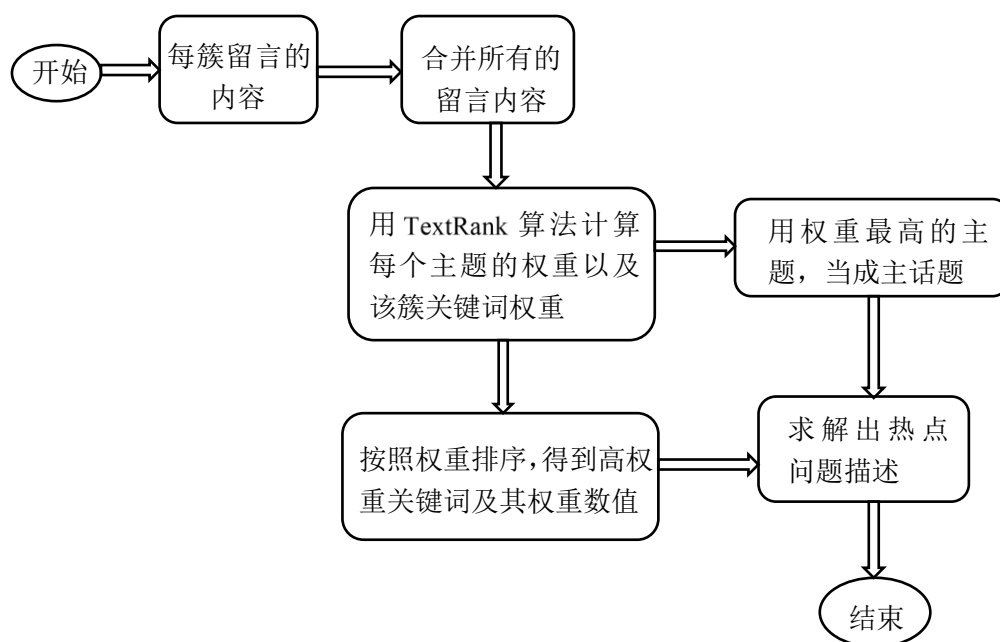 开始
每簇留言的
内容
合并所有的
留言内容
用 TextRank 算法计算
每个主题的权重以及
该簇关键词权重
用权重最高的主
题，当成主话题
按照权重排序，得到高权
重关键词及其权重数值
求解出热点
问题描述
结束